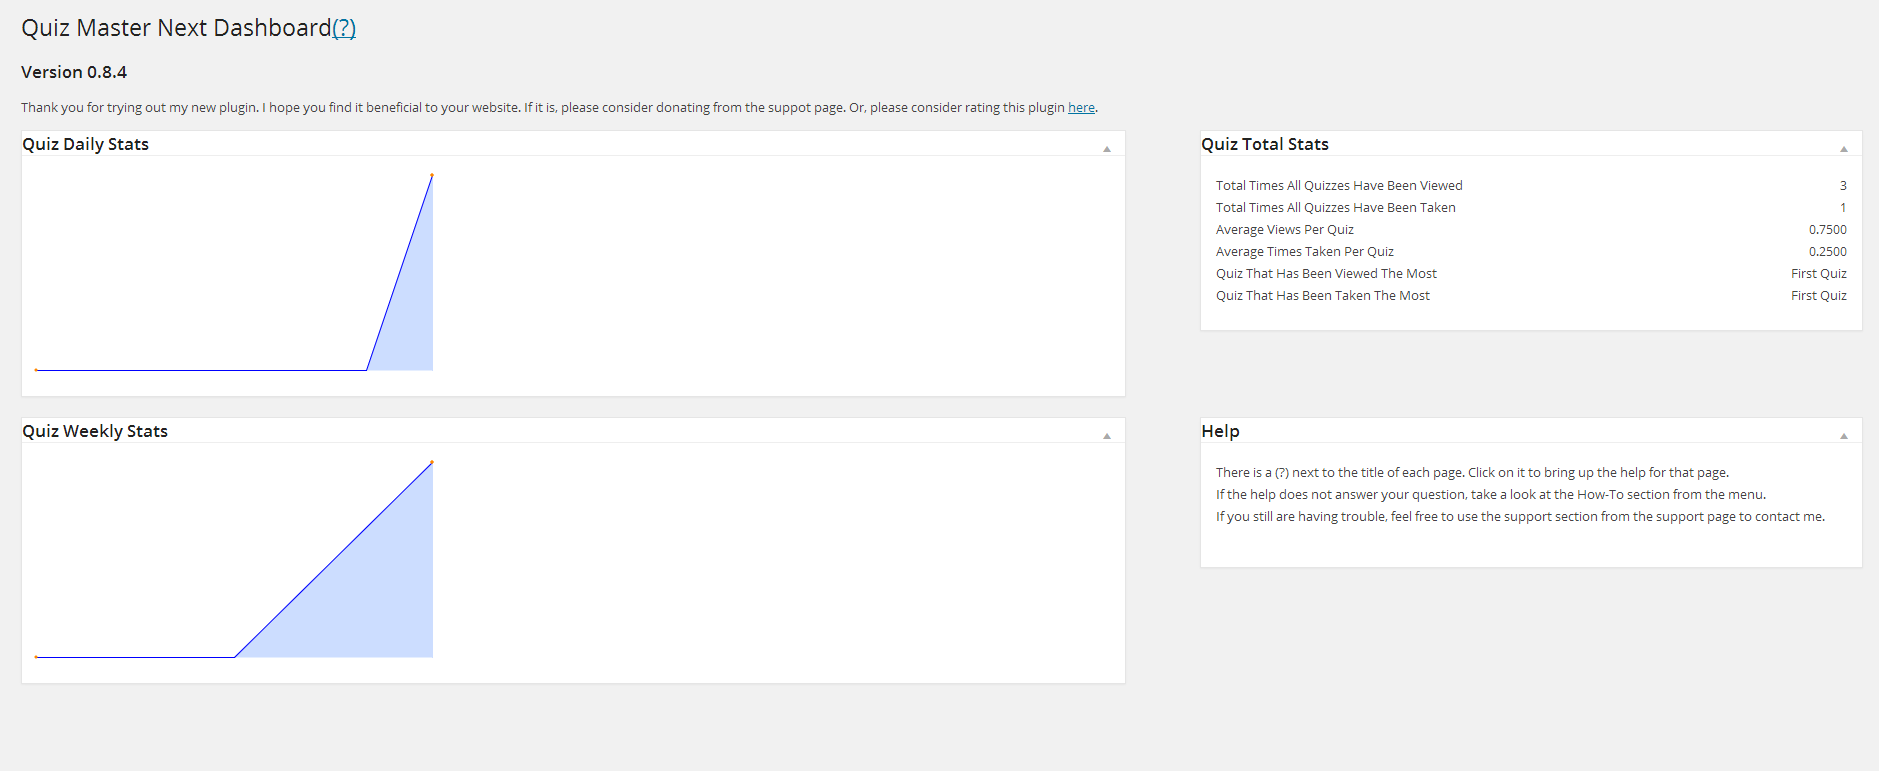 Quiz Master Next Dashboard(?)
Version 0.8.4
Thank you for trying out my new plugin. I hope you find it beneficial to your website. If it is, please consider donating from the suppot page. Or, please consider rating this plugin here.
Quiz Daily Stats
Quiz Total Stats
Total Times All Quizzes Have Been Viewed 3
Total Times All Quizzes Have Been Taken 1
Average Views Per Quiz 0.7500
Average Times Taken Per Quiz 0.2500
Quiz That Has Been Viewed The Most First Quiz
Quiz That Has Been Taken The Most First Quiz
Quiz Weekly Stats
Help
There is a (?) next to the title of each page. Click on it to bring up the help for that page.
If the help does not answer your question, take a look at the How-To section from the menu.
If you still are having trouble, feel free to use the support section from the support page to contact me.